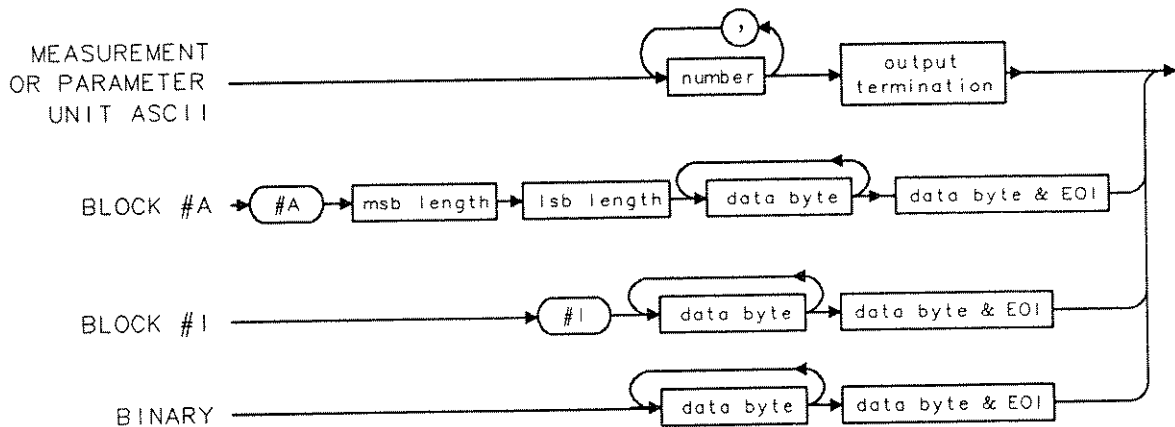 MEASUREMENT
OR PARAMETER
UNIT ASCII
,
number
output
termination
BLOCK #A
#A
msb length
lsb length
data byte
data byte & EOI
BLOCK #I
#I
data byte
data byte & EOI
BINARY
data byte
data byte & EOI